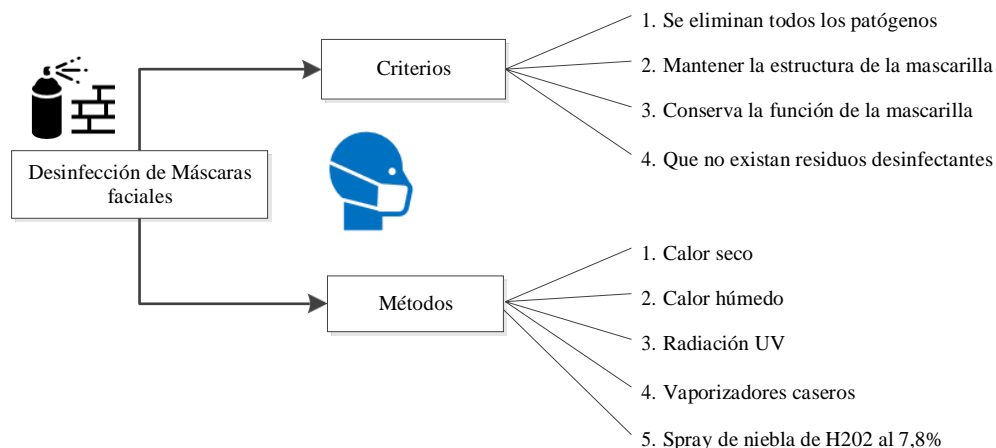 Desinfección de Máscaras
faciales
Criterios
1. Se eliminan todos los patógenos
2. Mantener la estructura de la mascarilla
3. Conserva la función de la mascarilla
4. Que no existan residuos desinfectantes
Métodos
1. Calor seco
2. Calor húmedo
3. Radiación UV
4. Vaporizadores caseros
5. Spray de niebla de H202 al 7,8%